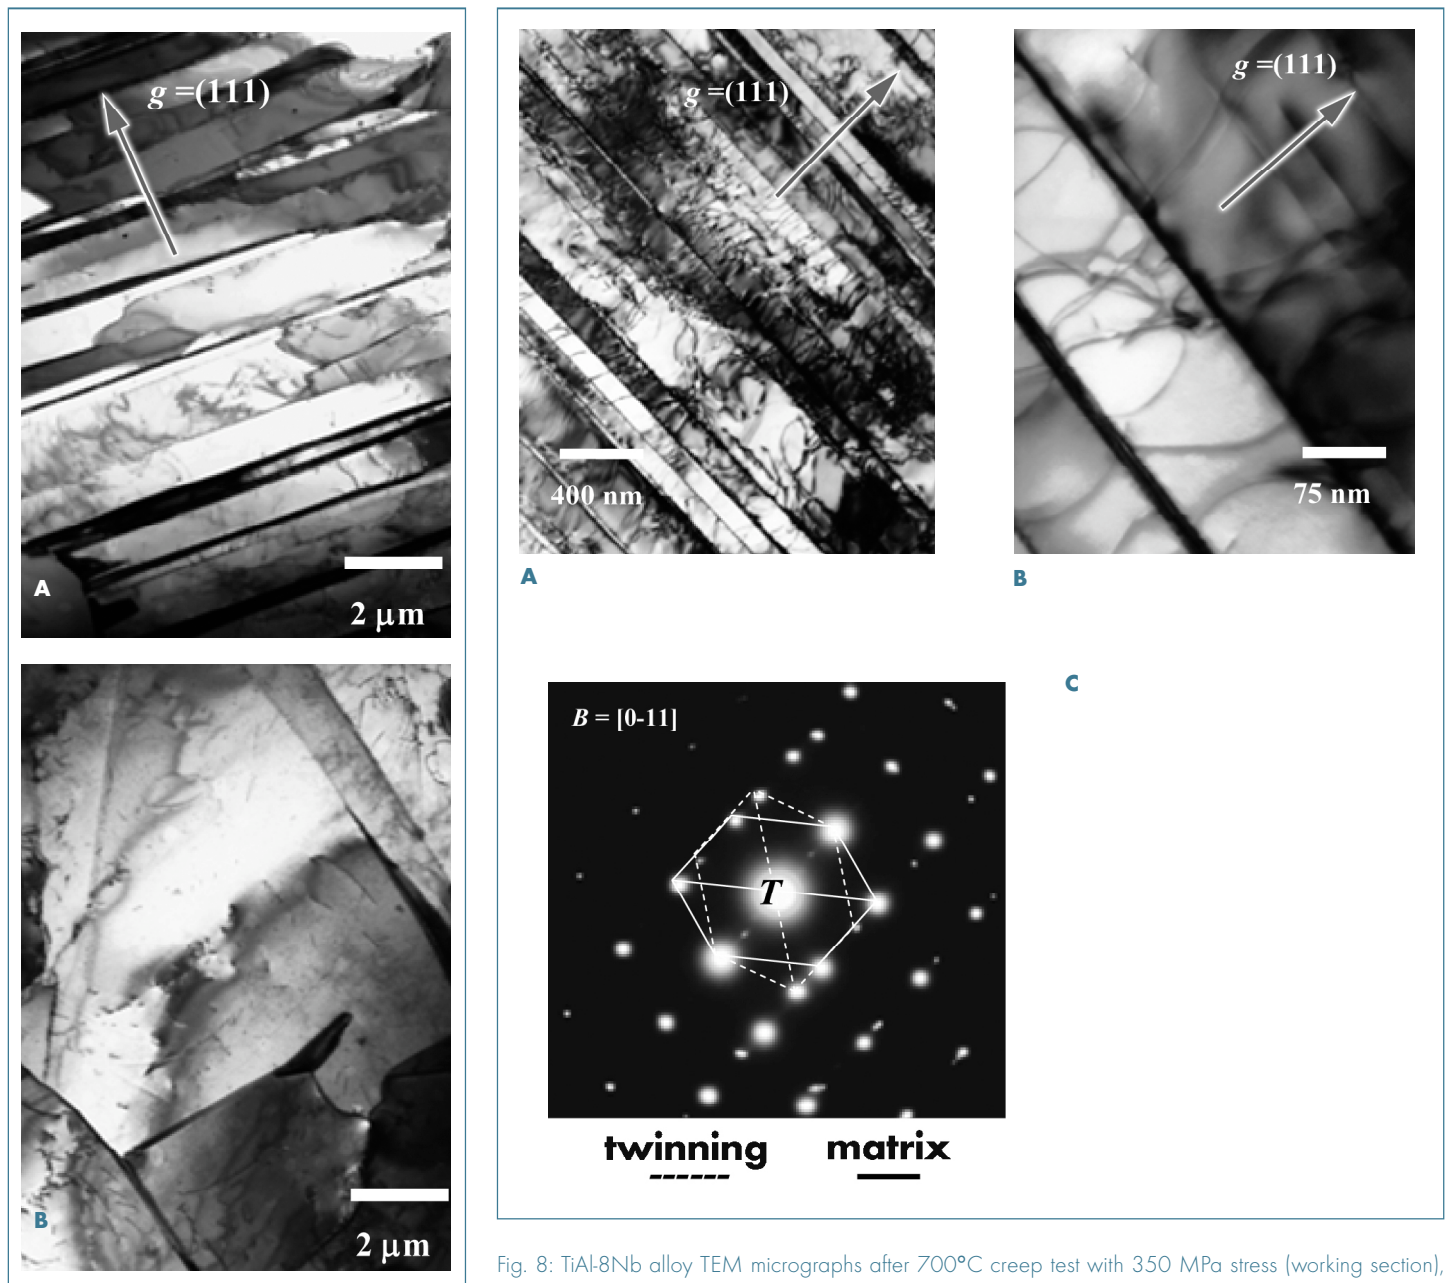 g =(111)
A
2 µm
B
2 µm
g =(111)
400 nm
A
g =(111)
75 nm
B
C
B = [0-11]
T
twinning
matrix
Fig. 8: TiAl-8Nb alloy TEM micrographs after 700°C creep test with 350 MPa stress (working section),